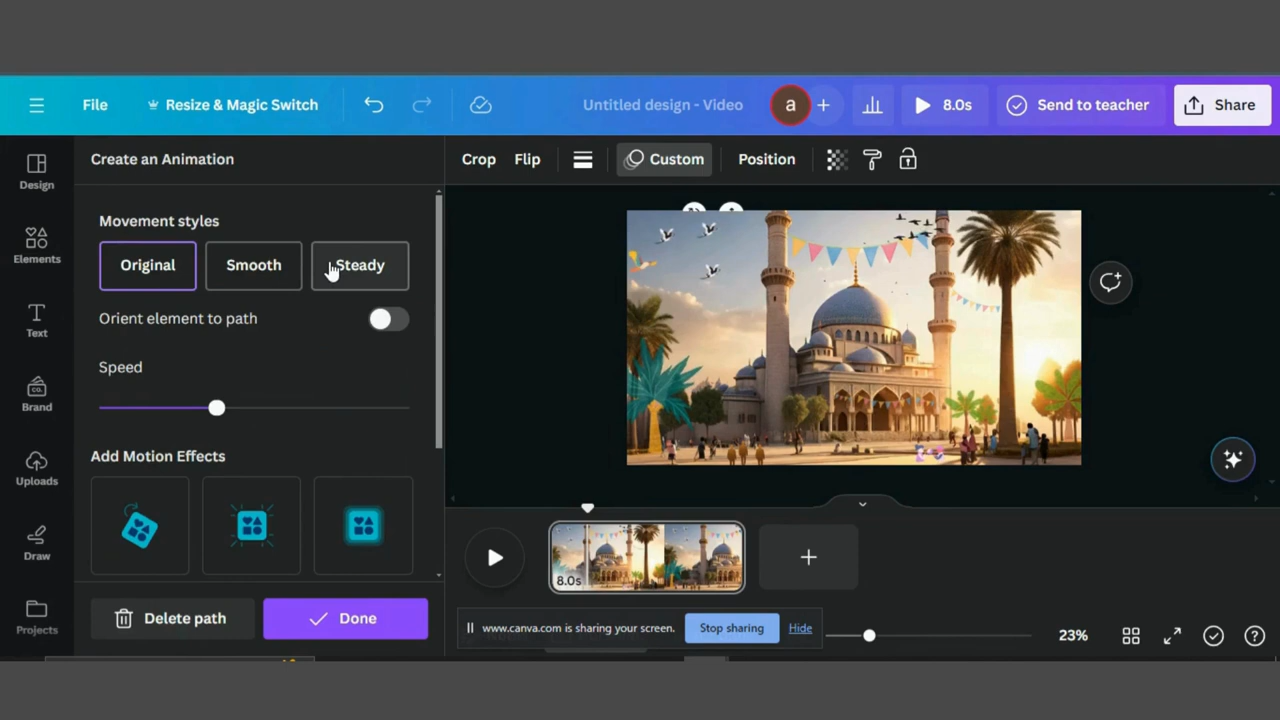 File
Resize & Magic Switch
Untitled design - Video
a
8.0s
Send to teacher
Share
Design
Elements
Text
Brand
CO.
Uploads
Draw
Projects
Create an Animation
Movement styles
Original
Smooth
Steady
Orient element to path
Speed
Add Motion Effects
Delete path
Done
Crop
Flip
Custom
Position
8.0s
www.canva.com is sharing your screen.
Stop sharing
Hide
23%